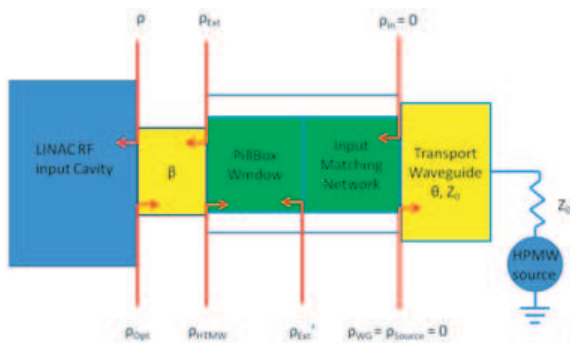 ρ
ρExt
ρin = 0
LINAC RF
input Cavity
β
PillBox
Window
Input
Matching
Network
Transport
Waveguide
θ, Z0
Z0
HPMW
source
ρOpt
ρHTMW
ρExt'
ρWG = ρSource = 0